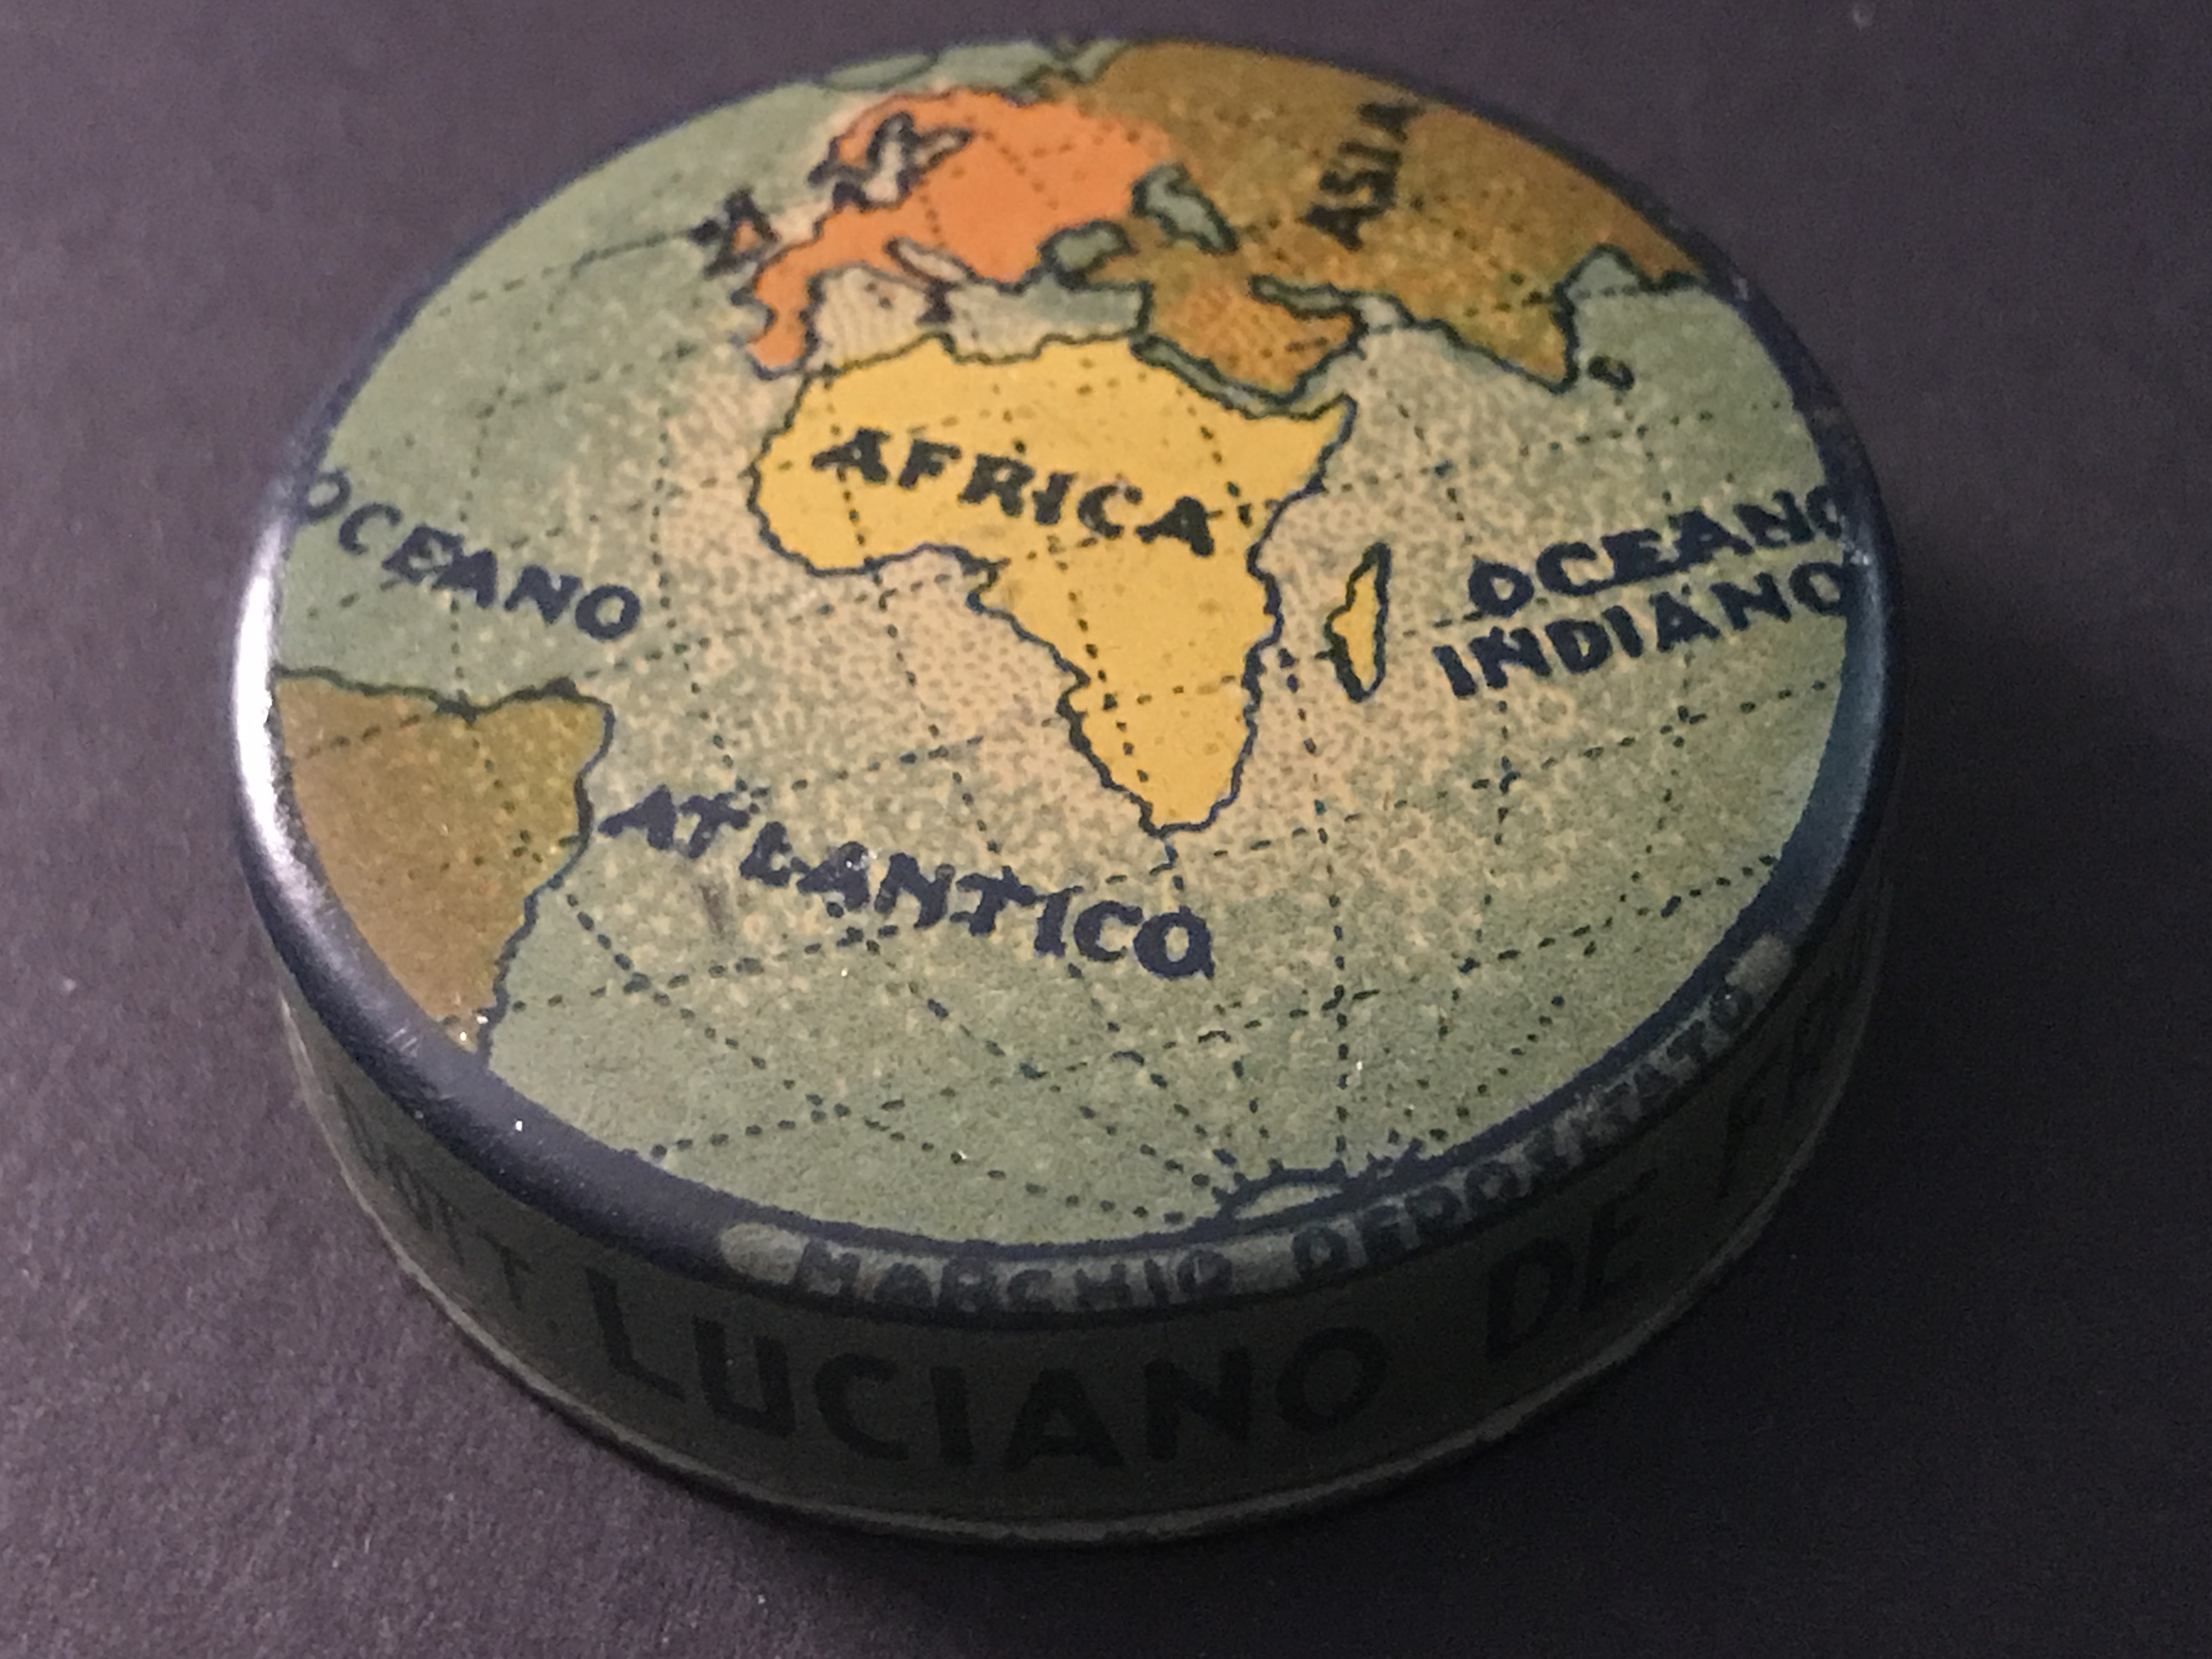 ASIA
AFRICA
OCEANO
OCEANO
INDIANO
ATLANTICO
MARCHIO DEPOSITATO
LUCIANO DE